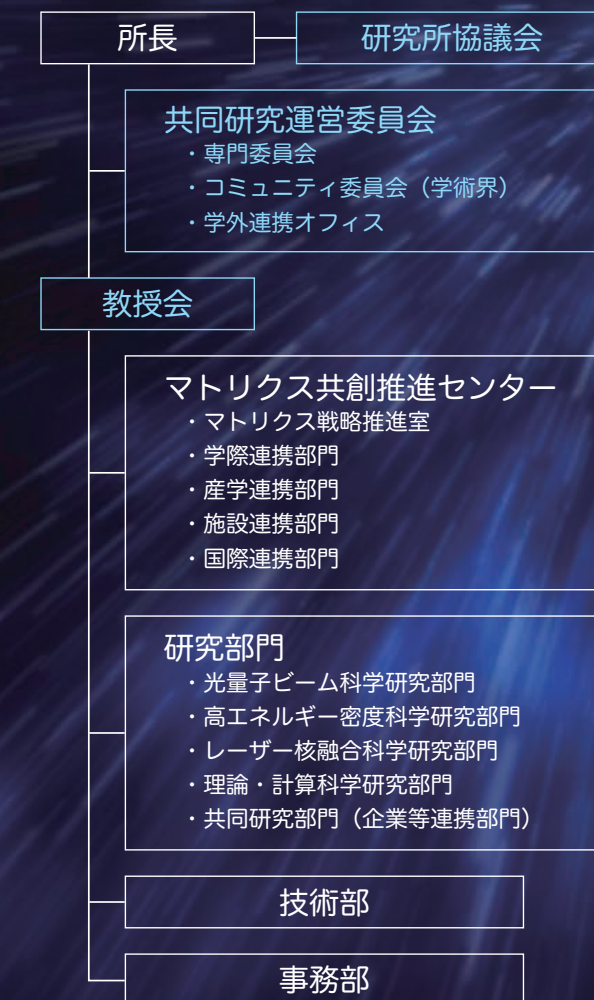 所長
研究所協議会
共同研究運営委員会
・専門委員会
・コミュニティ委員会（学術界）
・学外連携オフィス
教授会
マトリクス共創推進センター
・マトリクス戦略推進室
・学際連携部門
・産学連携部門
・施設連携部門
・国際連携部門
研究部門
・光量子ビーム科学研究部門
・高エネルギー密度科学研究部門
・レーザー核融合科学研究部門
・理論・計算科学研究部門
・共同研究部門（企業等連携部門）
技術部
事務部